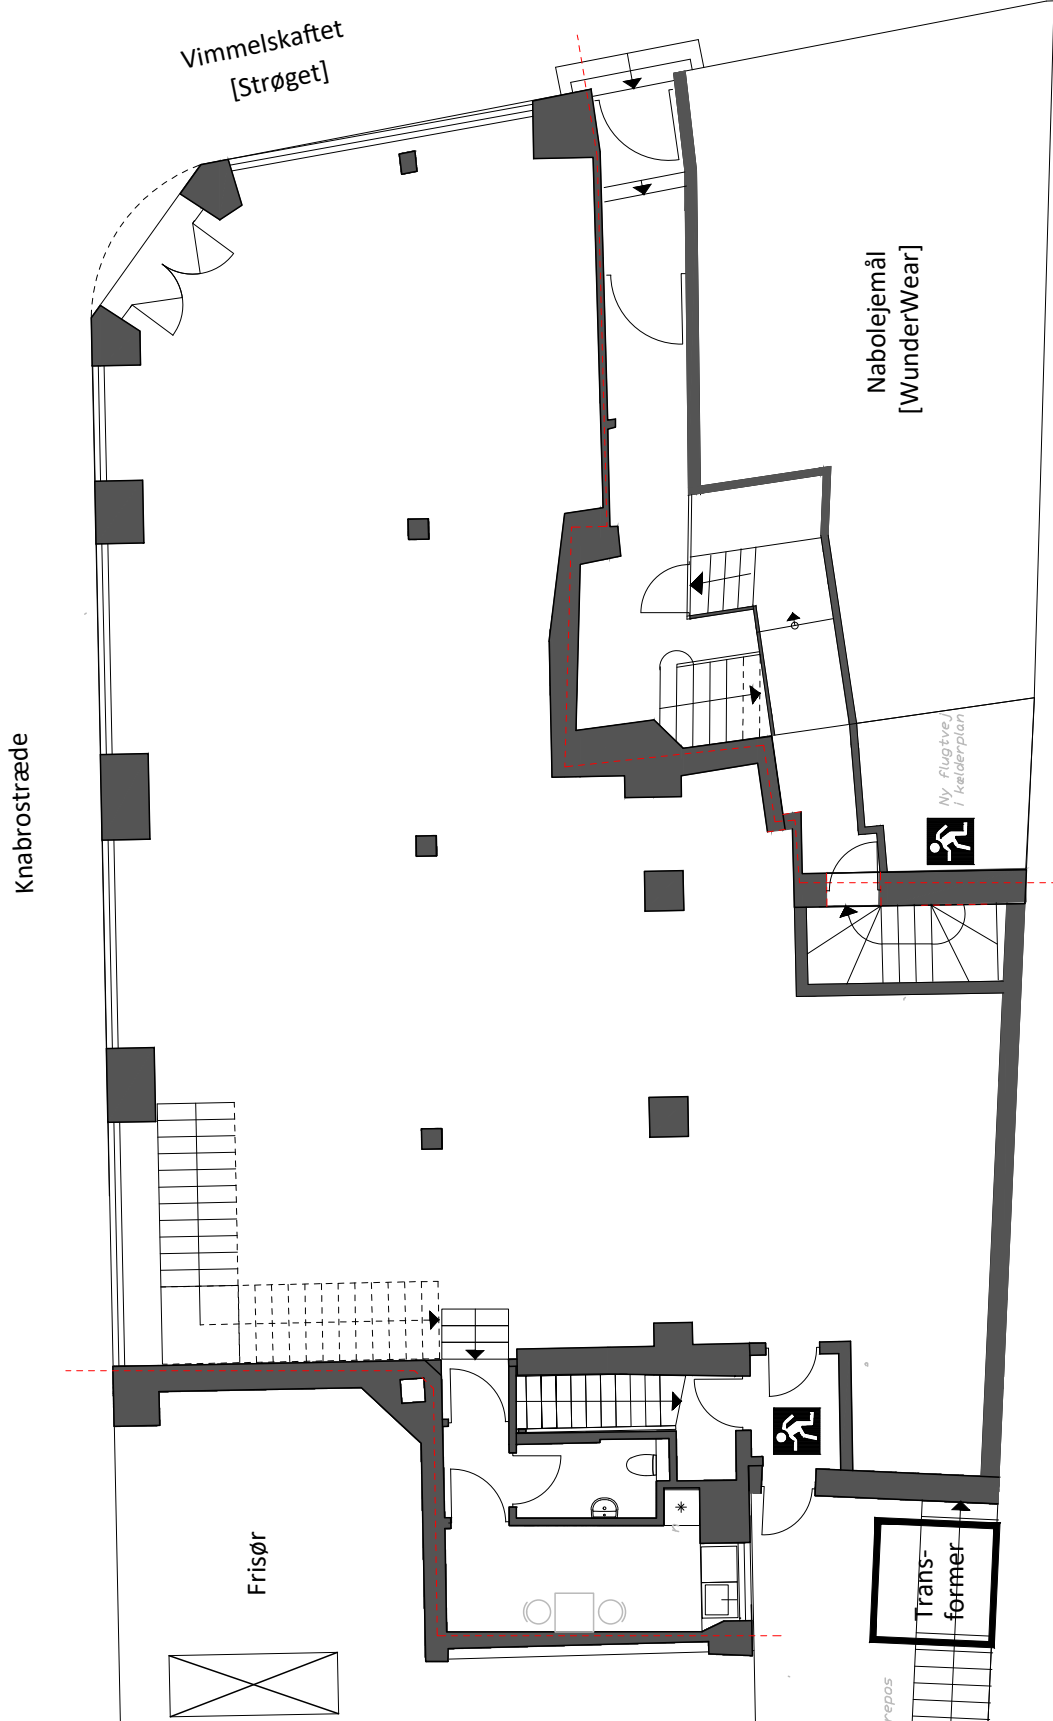 Vimmelskaftet
[Strøget]
Nabolejemål
[WunderWear]
Knabrostræde
Ny flugtvej
i kælderplan
Frisør
Trans-
former
repos